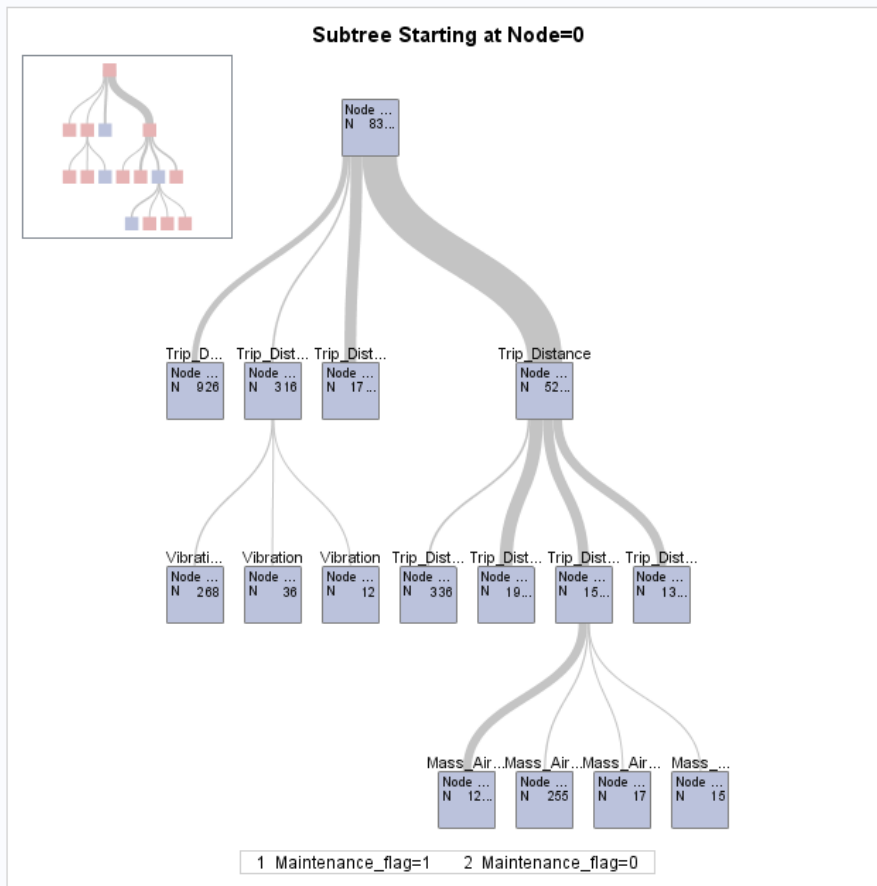 Subtree Starting at Node=0
Node ...
N 83...
Trip_D... Trip_Dist... Trip_Dist... Trip_Distance
Node ... Node ... Node ... Node ...
N 926 N 316 N 17... N 52...
Vibrati... Vibration Vibration Trip_Dist... Trip_Dist... Trip_Dist... Trip_Dist...
Node ... Node ... Node ... Node ... Node ... Node ... Node ...
N 268 N 36 N 12 N 336 N 19... N 15... N 13...
Mass_Air... Mass_Air... Mass_Air... Mass_...
Node ... Node ... Node ... Node ...
N 12... N 255 N 17 N 15
1 Maintenance_flag=1 2 Maintenance_flag=0